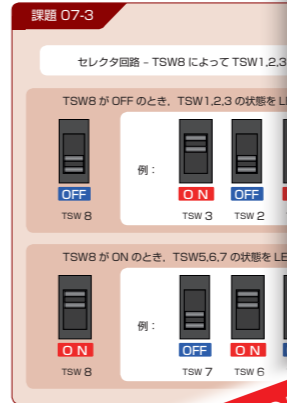 課題 07-3
セレクタ回路 – TSW8 によって TSW1,2,3
TSW8 が OFF のとき、TSW1,2,3 の状態を LE
例：
OFF
ON
OFF
TSW 8
TSW 3
TSW 2
TSW8 が ON のとき、TSW5,6,7 の状態を LE
例：
ON
OFF
ON
TSW 8
TSW 7
TSW 6